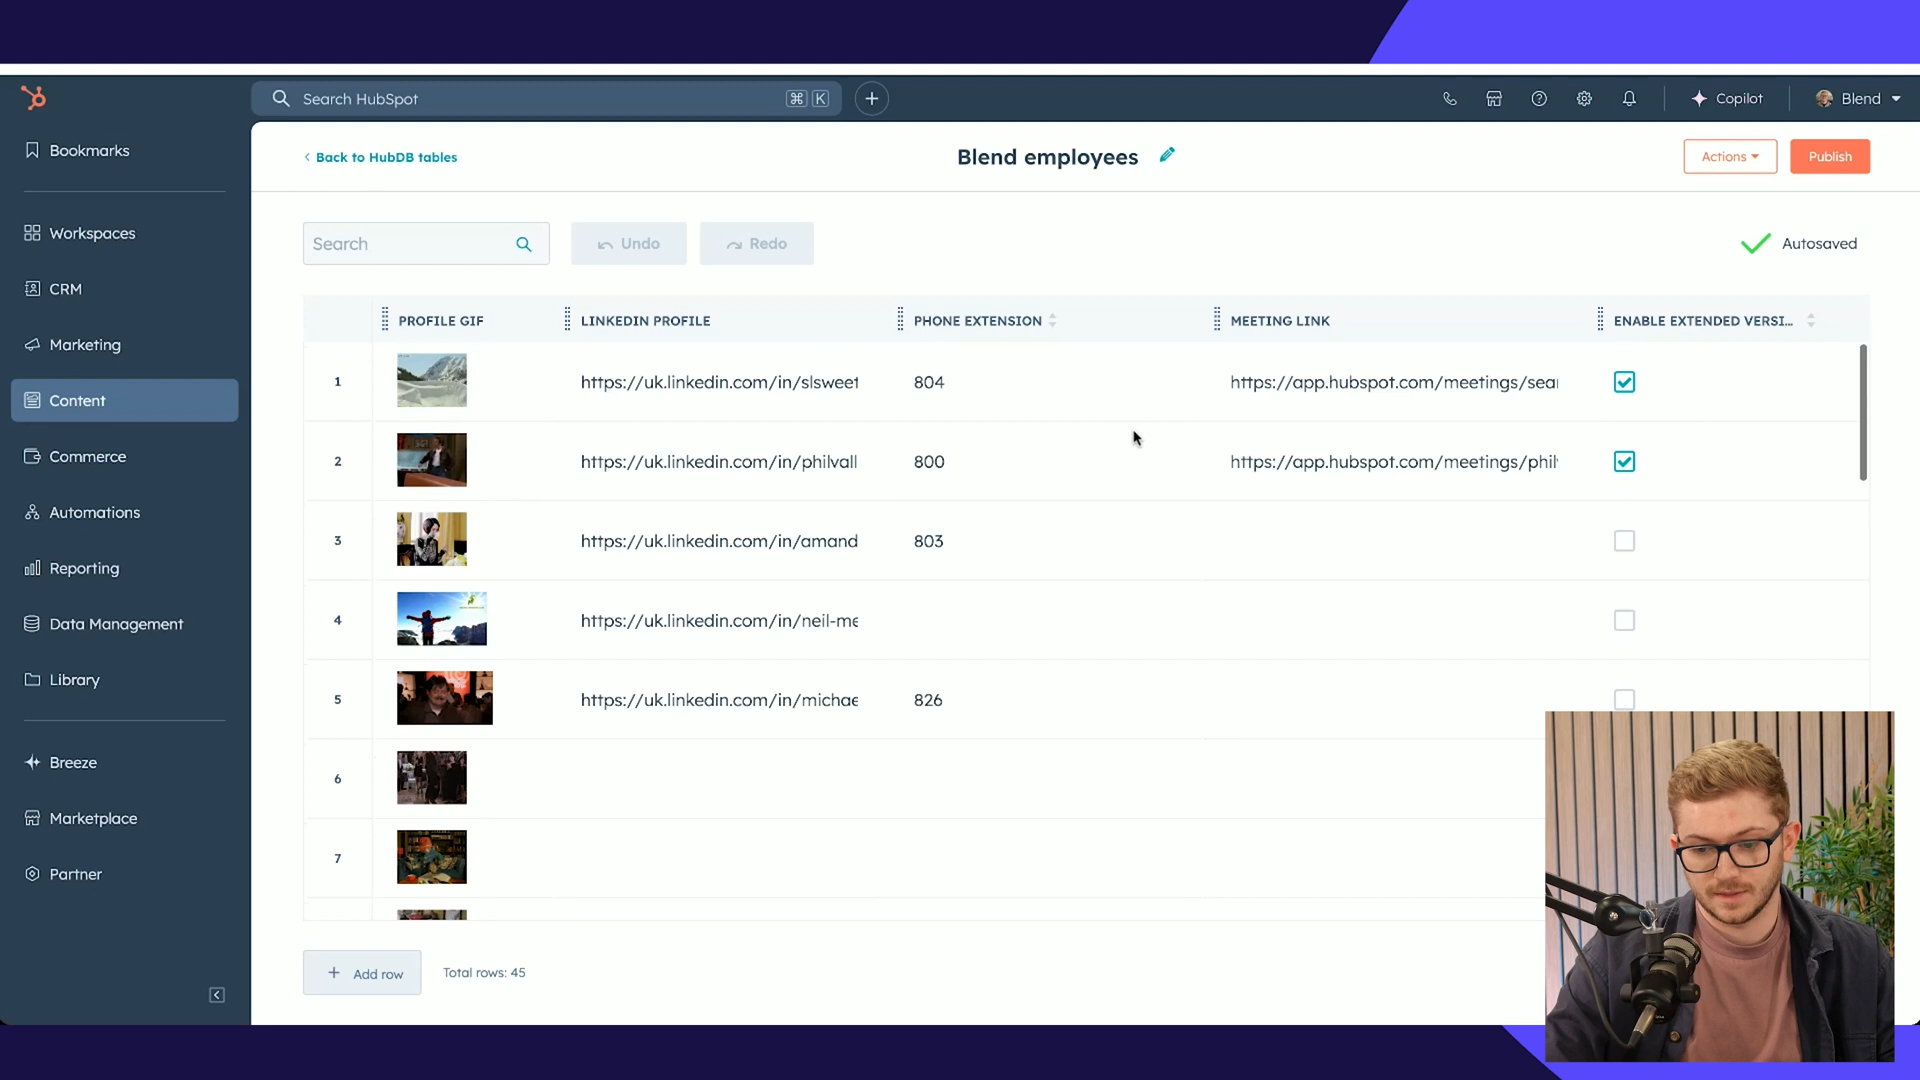 Search HubSpot
⌘ K
Copilot
Blend
Bookmarks
Workspaces
CRM
Marketing
Content
Commerce
Automations
Reporting
Data Management
Library
Breeze
Marketplace
Partner
Back to HubDB tables
Blend employees
Actions
Publish
Search
Undo
Redo
Autosaved
PROFILE GIF LINKEDIN PROFILE PHONE EXTENSION MEETING LINK ENABLE EXTENDED VERSI...
1 https://uk.linkedin.com/in/slsweet 804 https://app.hubspot.com/meetings/sear
2 https://uk.linkedin.com/in/philvall 800 https://app.hubspot.com/meetings/phil
3 https://uk.linkedin.com/in/amand 803
4 https://uk.linkedin.com/in/neil-me
5 https://uk.linkedin.com/in/michae 826
6
7
Add row
Total rows: 45